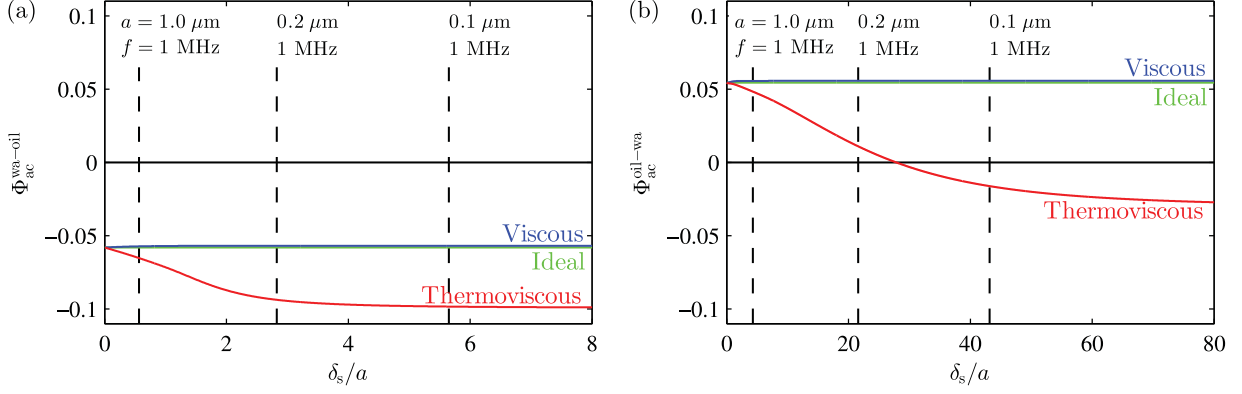 (a)
a = 1.0 μm 0.2 μm 0.1 μm
f = 1 MHz 1 MHz 1 MHz
0.1
0.05
0
−0.05
−0.1
Φ_ac^wa−oil
Viscous
Ideal
Thermoviscous
0 2 4 6 8
δ_s/a
(b)
a = 1.0 μm 0.2 μm 0.1 μm
f = 1 MHz 1 MHz 1 MHz
0.1
0.05
0
−0.05
−0.1
Φ_ac^oil−wa
Viscous
Ideal
Thermoviscous
0 20 40 60 80
δ_s/a